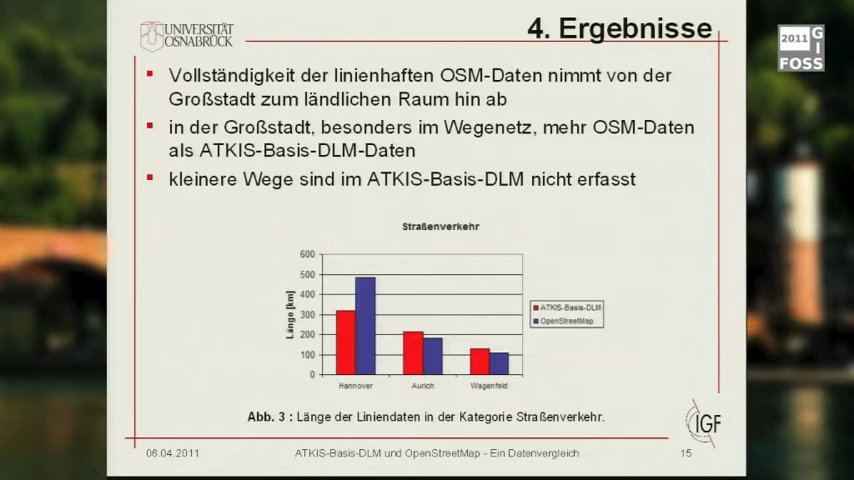 UNIVERSITÄT
OSNABRÜCK
4. Ergebnisse
2011
GI
FOSS
Vollständigkeit der linienhaften OSM-Daten nimmt von der
Großstadt zum ländlichen Raum hin ab
in der Großstadt, besonders im Wegenetz, mehr OSM-Daten
als ATKIS-Basis-DLM-Daten
kleinere Wege sind im ATKIS-Basis-DLM nicht erfasst
Straßenverkehr
Länge [km]
600
500
400
300
200
100
0
Hannover
Aurich
Wagenfeld
ATKIS-Basis-DLM
OpenStreetMap
Abb. 3 : Länge der Liniendaten in der Kategorie Straßenverkehr.
IGF
06.04.2011
ATKIS-Basis-DLM und OpenStreetMap - Ein Datenvergleich
15